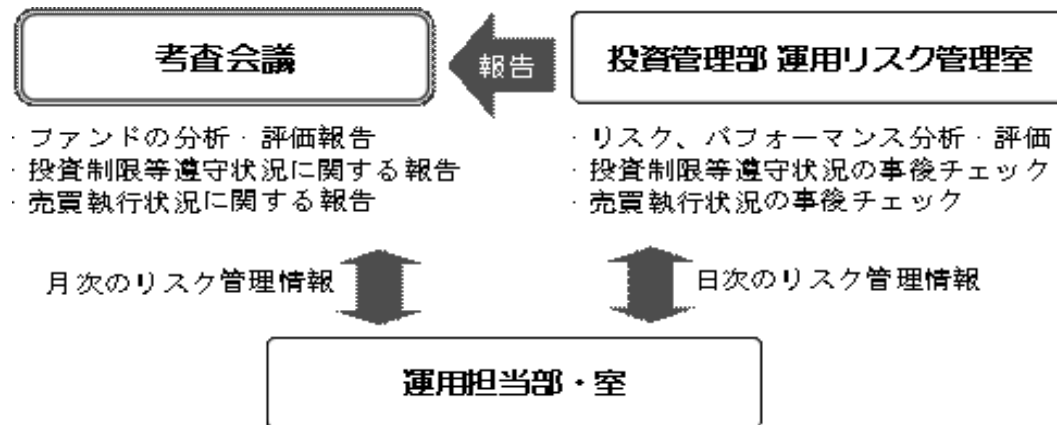 考査会議
報告
投資管理部 運用リスク管理室
・ファンドの分析・評価報告
・投資制限等遵守状況に関する報告
・売買執行状況に関する報告
・リスク、パフォーマンス分析・評価
・投資制限等遵守状況の事後チェック
・売買執行状況の事後チェック
月次のリスク管理情報
日次のリスク管理情報
運用担当部・室